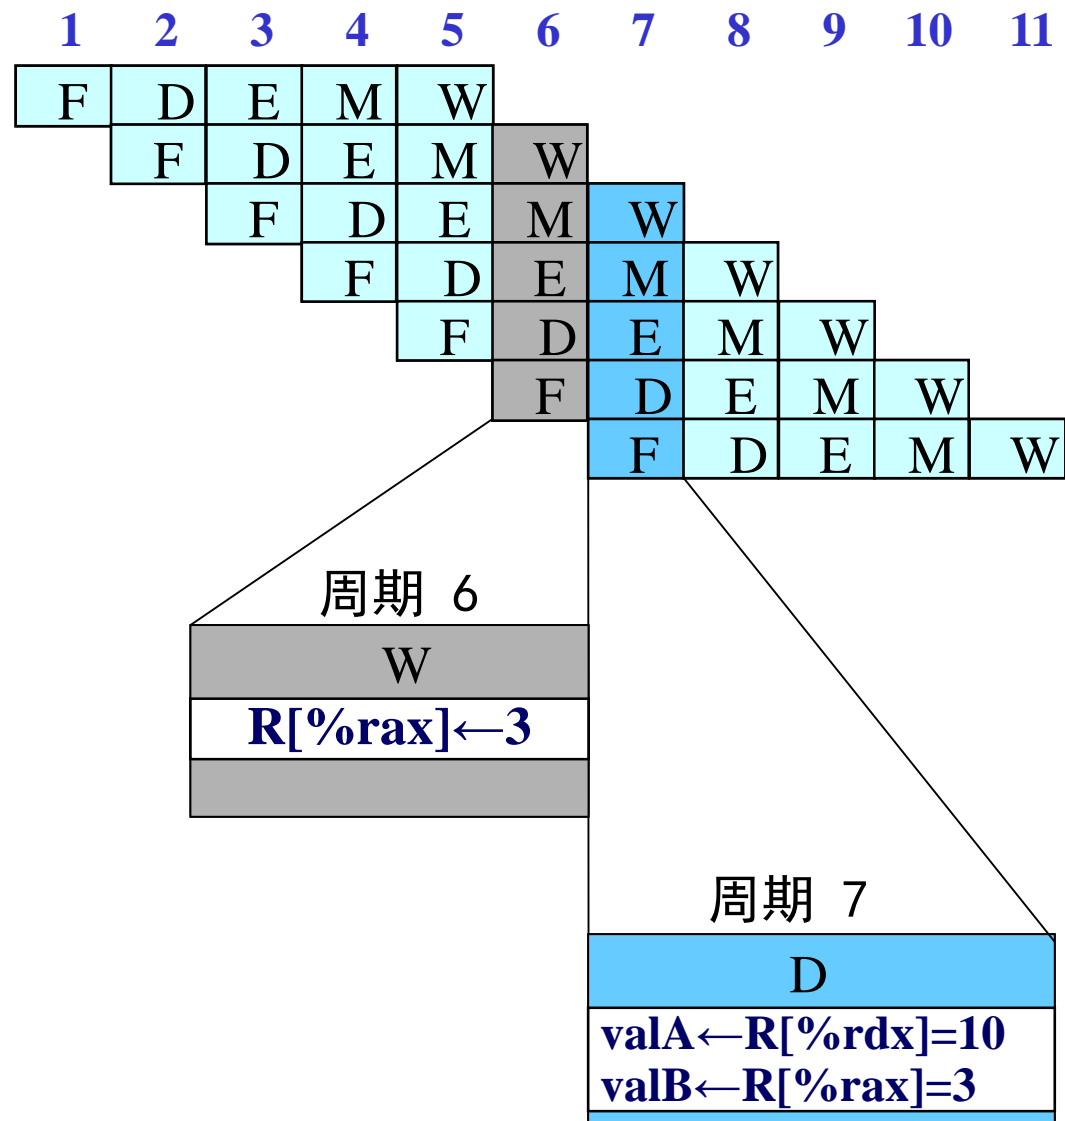 1 2 3 4 5 6 7 8 9 10 11
F D E M W
F D E M W
F D E M W
F D E M W
F D E M W
F D E M W
F D E M W
周期 6
W
R[%rax]←3
周期 7
D
valA←R[%rdx]=10
valB←R[%rax]=3